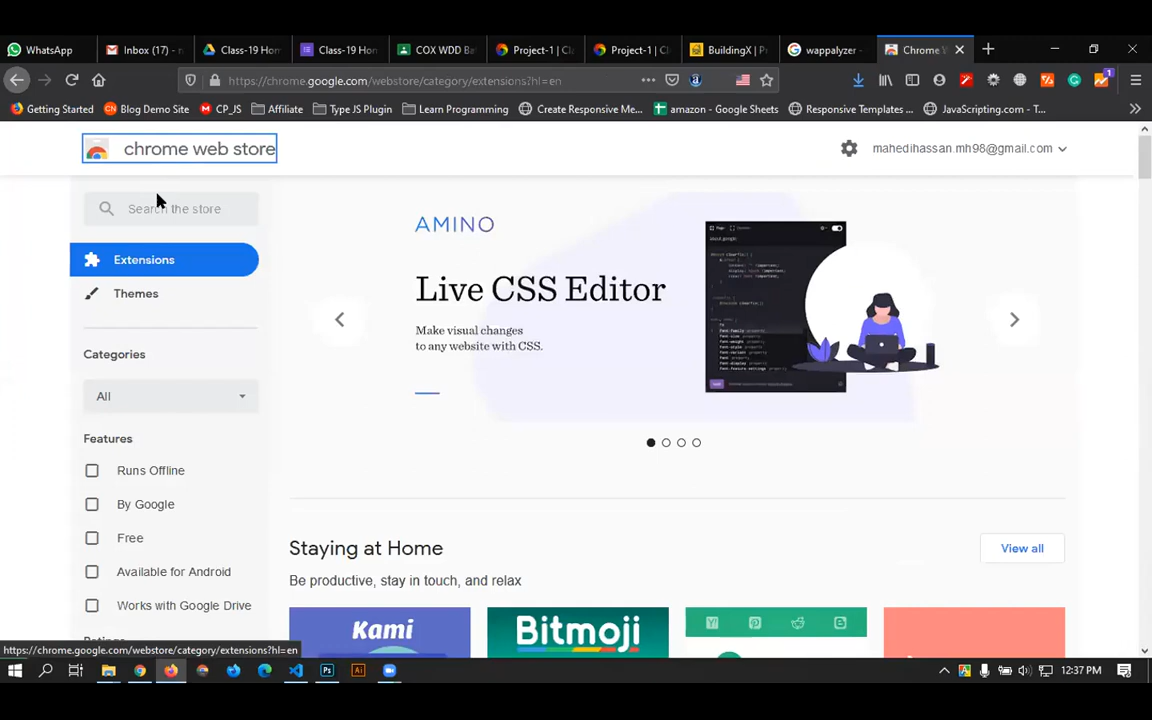 WhatsApp
Inbox (17) - n
Class-19 Hom
Class-19 Hom
COX WDD Ba
Project-1 | Cl
Project-1 | Cl
BuildingX | Pr
wappalyzer -
Chrome W
https://chrome.google.com/webstore/category/extensions?hl=en
1
Getting Started
Blog Demo Site
CP_JS
Affiliate
Type JS Plugin
Learn Programming
Create Responsive Me...
amazon - Google Sheets
Responsive Templates ...
JavaScripting.com - T...
chrome web store
mahedihassan.mh98@gmail.com
Search the store
Extensions
Themes
Categories
All
Features
Runs Offline
By Google
Free
Available for Android
Works with Google Drive
Ratings
AMINO
Live CSS Editor
Make visual changes
to any website with CSS.
Staying at Home
View all
Be productive, stay in touch, and relax
Kami
Bitmoji
https://chrome.google.com/webstore/category/extensions?hl=en
12:37 PM